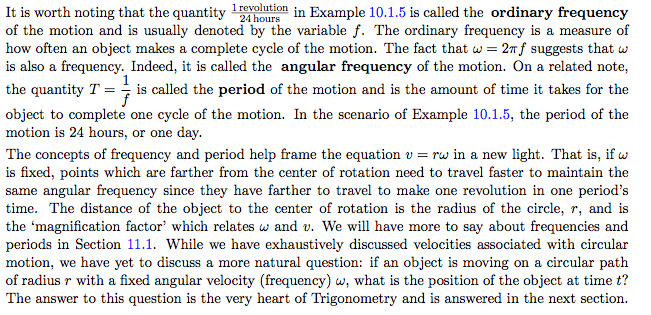 It is worth noting that the quantity 1 revolution/24 hours in Example 10.1.5 is called the ordinary frequency
of the motion and is usually denoted by the variable f. The ordinary frequency is a measure of
how often an object makes a complete cycle of the motion. The fact that ω = 2πf suggests that ω
is also a frequency. Indeed, it is called the angular frequency of the motion. On a related note,
the quantity T = 1/f is called the period of the motion and is the amount of time it takes for the
object to complete one cycle of the motion. In the scenario of Example 10.1.5, the period of the
motion is 24 hours, or one day.
The concepts of frequency and period help frame the equation v = rω in a new light. That is, if ω
is fixed, points which are farther from the center of rotation need to travel faster to maintain the
same angular frequency since they have farther to travel to make one revolution in one period's
time. The distance of the object to the center of rotation is the radius of the circle, r, and is
the 'magnification factor' which relates ω and v. We will have more to say about frequencies and
periods in Section 11.1. While we have exhaustively discussed velocities associated with circular
motion, we have yet to discuss a more natural question: if an object is moving on a circular path
of radius r with a fixed angular velocity (frequency) ω, what is the position of the object at time t?
The answer to this question is the very heart of Trigonometry and is answered in the next section.